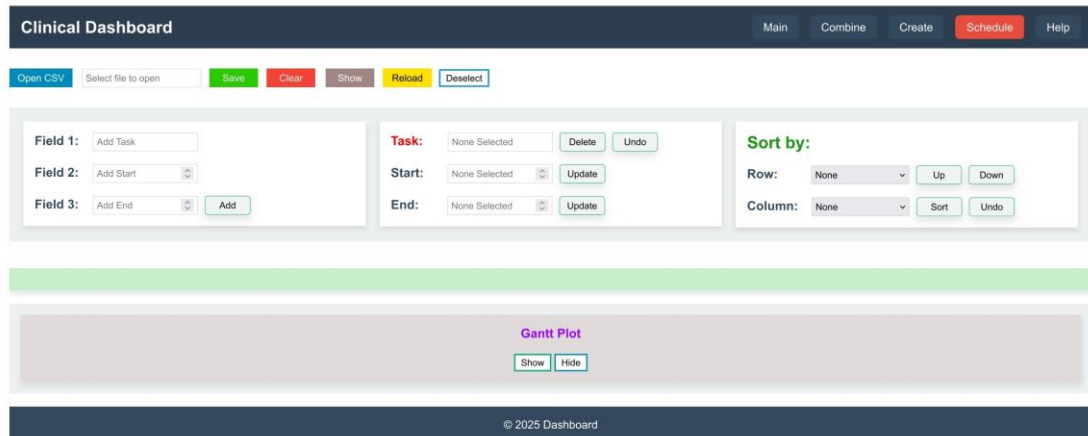 Clinical Dashboard Main Combine Create Schedule Help
Open CSV Select file to open Save Clear Show Reload Deselect
Field 1: Add Task
Field 2: Add Start
Field 3: Add End Add
Task: None Selected Delete Undo
Start: None Selected Update
End: None Selected Update
Sort by:
Row: None Up Down
Column: None Sort Undo
Gantt Plot
Show Hide
© 2025 Dashboard